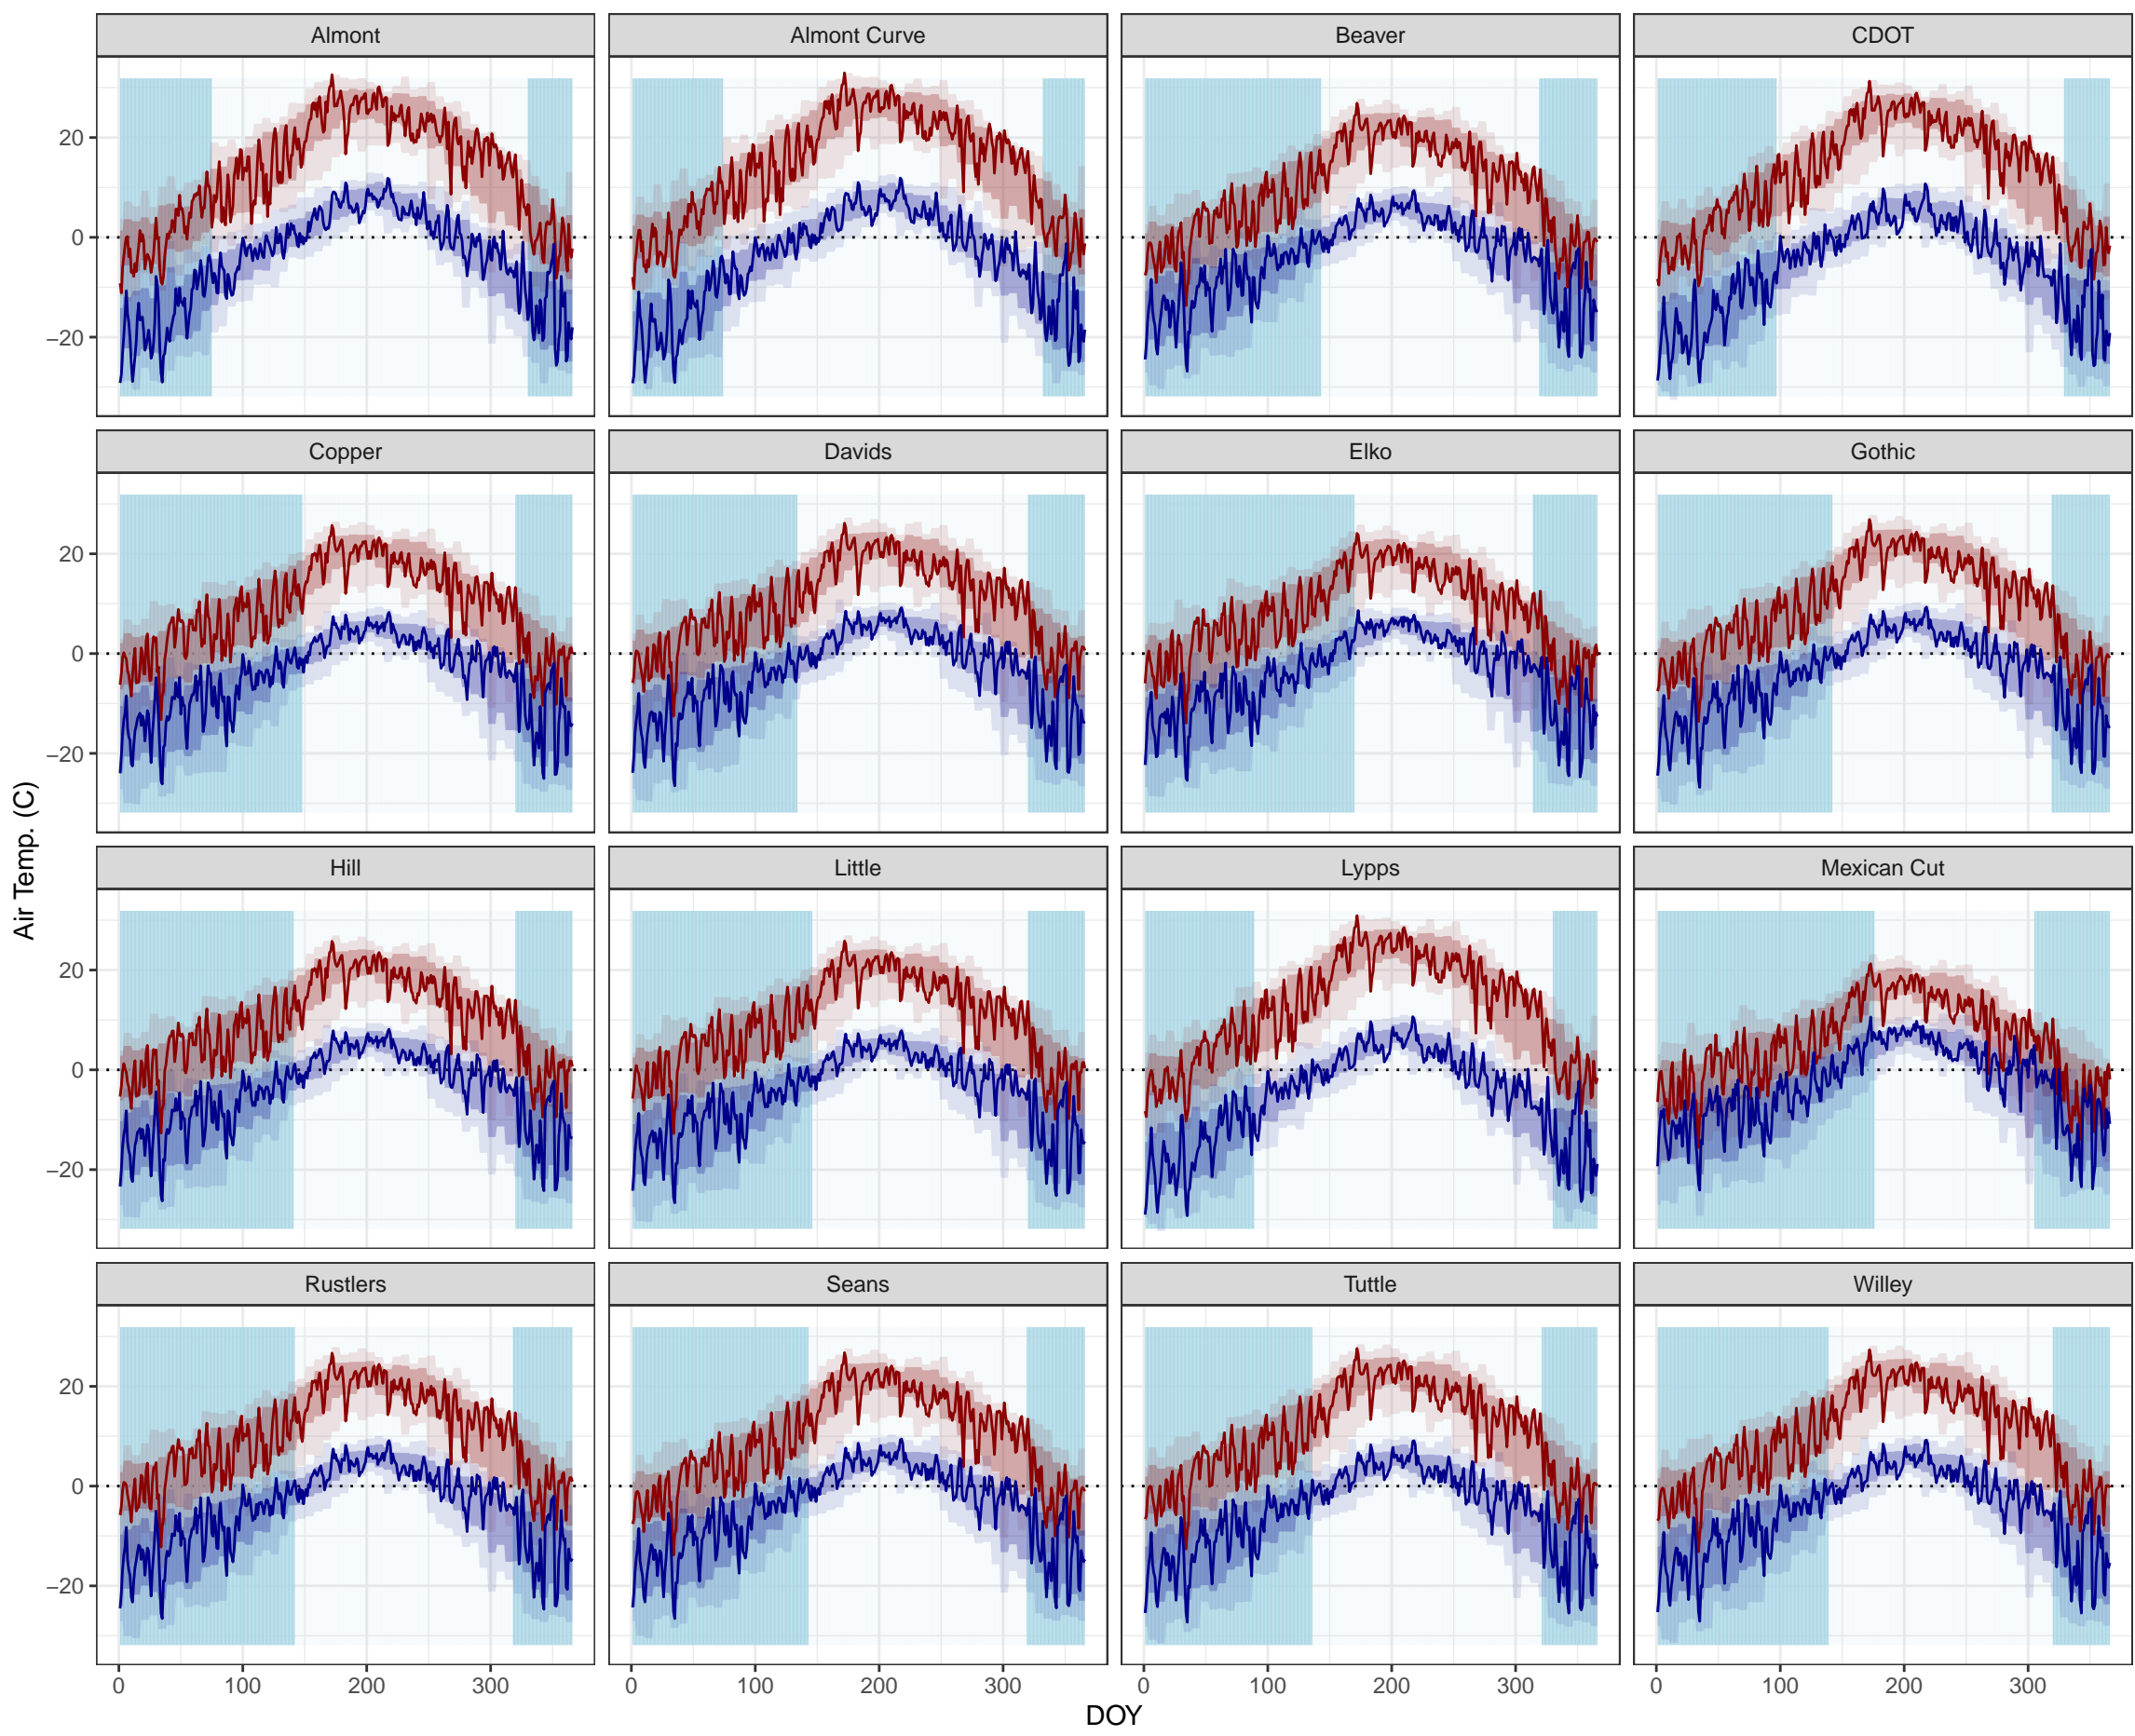 Almont Almont Curve Beaver CDOT
20
0
−20
Copper Davids Elko Gothic
20
0
−20
Air Temp. (C)
Hill Little Lypps Mexican Cut
20
0
−20
Rustlers Seans Tuttle Willey
20
0
−20
0 100 200 300 0 100 200 300 0 100 200 300 0 100 200 300
DOY